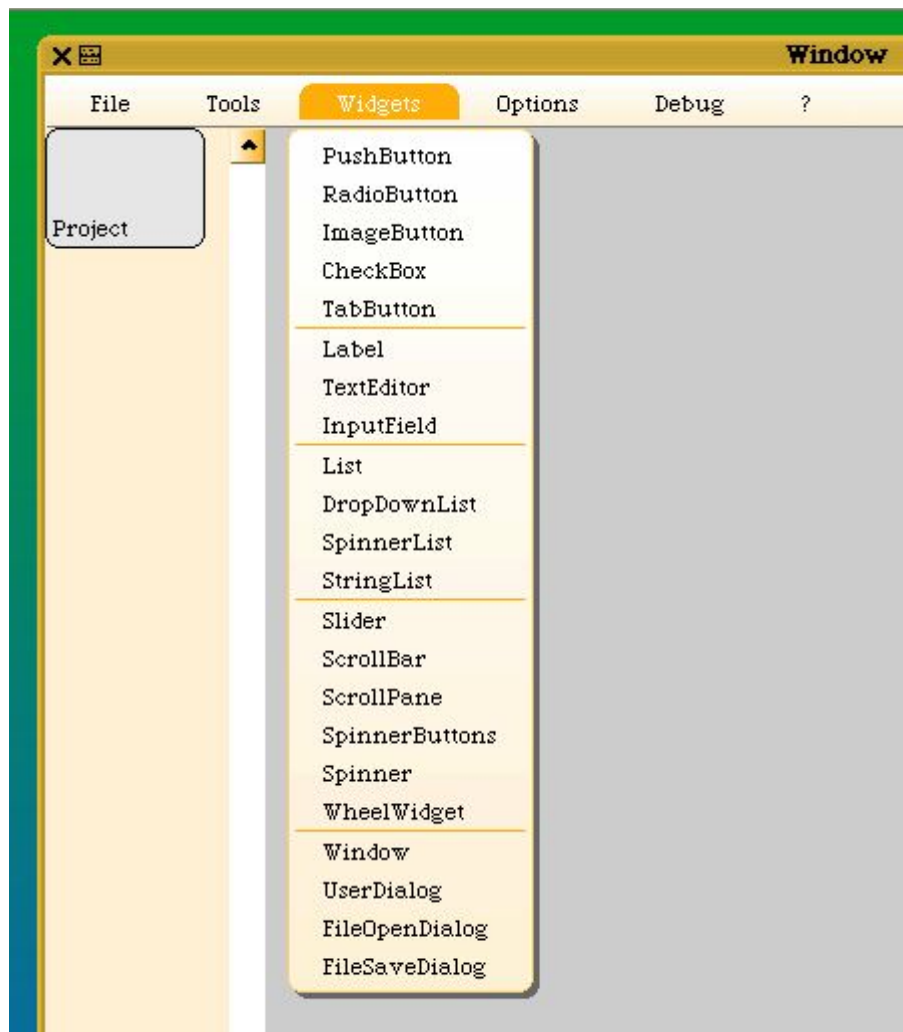 Window
File Tools Widgets Options Debug ?
Project
PushButton
RadioButton
ImageButton
CheckBox
TabButton
Label
TextEditor
InputField
List
DropDownList
SpinnerList
StringList
Slider
ScrollBar
ScrollPane
SpinnerButtons
Spinner
WheelWidget
Window
UserDialog
FileOpenDialog
FileSaveDialog